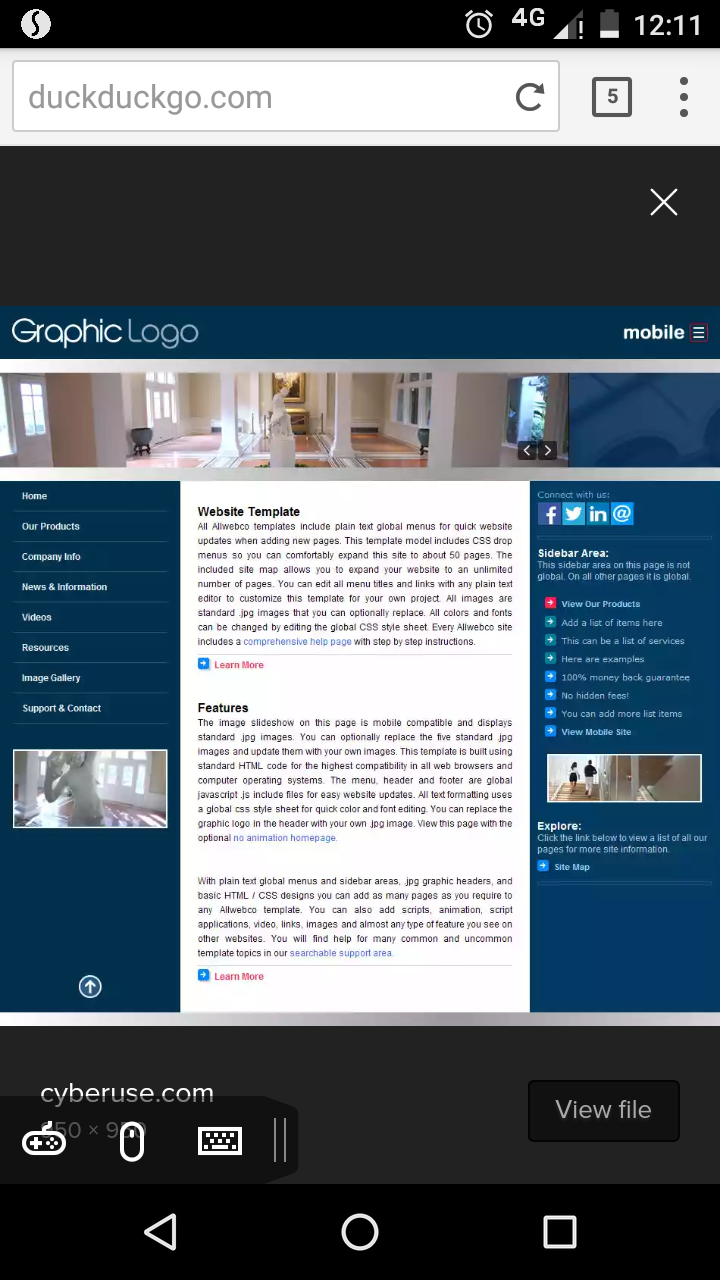 4G 12:11
duckduckgo.com 5
Graphic Logo
mobile
Home
Our Products
Company Info
News & Information
Videos
Resources
Image Gallery
Support & Contact
Website Template
All Allwebco templates include plain text global menus for quick website
updates when adding new pages. This template model includes CSS drop
menus so you can comfortably expand this site to about 50 pages. The
included site map allows you to expand your website to an unlimited
number of pages. You can edit all menu titles and links with any plain text
editor to customize this template for your own project. All images are
standard .jpg images that you can optionally replace. All colors and fonts
can be changed by editing the global CSS style sheet. Every Allwebco site
includes a comprehensive help page with step by step instructions.
Learn More
Features
The image slideshow on this page is mobile compatible and displays
standard .jpg images. You can optionally replace the five standard .jpg
images and update them with your own images. This template is built using
standard HTML code for the highest compatibility in all web browsers and
computer operating systems. The menu, header and footer are global
javascript .js include files for easy website updates. All text formatting uses
a global css style sheet for quick color and font editing. You can replace the
graphic logo in the header with your own .jpg image. View this page with the
optional no animation homepage.
With plain text global menus and sidebar areas, .jpg graphic headers, and
basic HTML / CSS designs you can add as many pages as you require to
any Allwebco template. You can also add scripts, animation, script
applications, video, links, images and almost any type of feature you see on
other websites. You will find help for many common and uncommon
template topics in our searchable support area.
Learn More
Connect with us:
Sidebar Area:
This sidebar area on this page is not
global. On all other pages it is global.
View Our Products
Add a list of items here
This can be a list of services
Here are examples
100% money back guarantee
No hidden fees!
You can add more list items
View Mobile Site
Explore:
Click the link below to view a list of all our
pages for more site information.
Site Map
cyberuse.com
View file